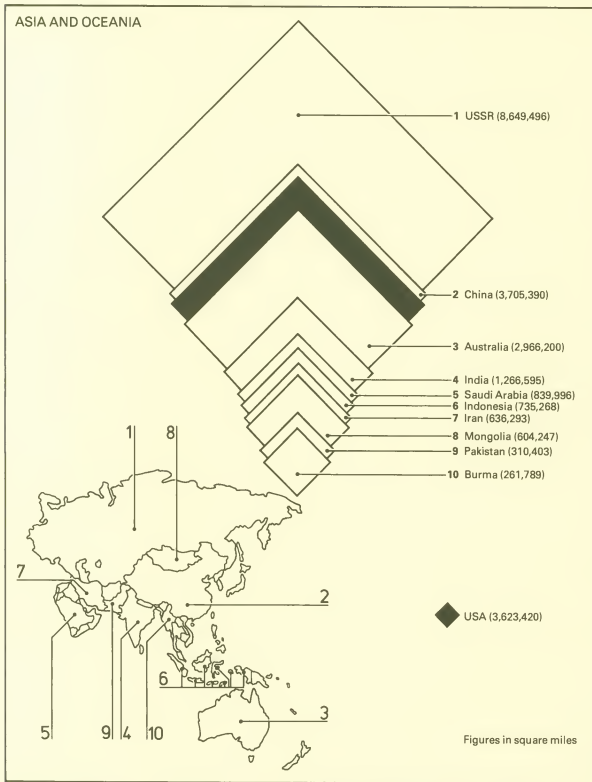 ASIA AND OCEANIA
1 USSR (8,649,496)
2 China (3,705,390)
3 Australia (2,966,200)
4 India (1,266,595)
5 Saudi Arabia (839,996)
6 Indonesia (735,268)
7 Iran (636,293)
8 Mongolia (604,247)
9 Pakistan (310,403)
10 Burma (261,789)
1 8
7
2
USA (3,623,420)
6
5 9 4 10 3
Figures in square miles